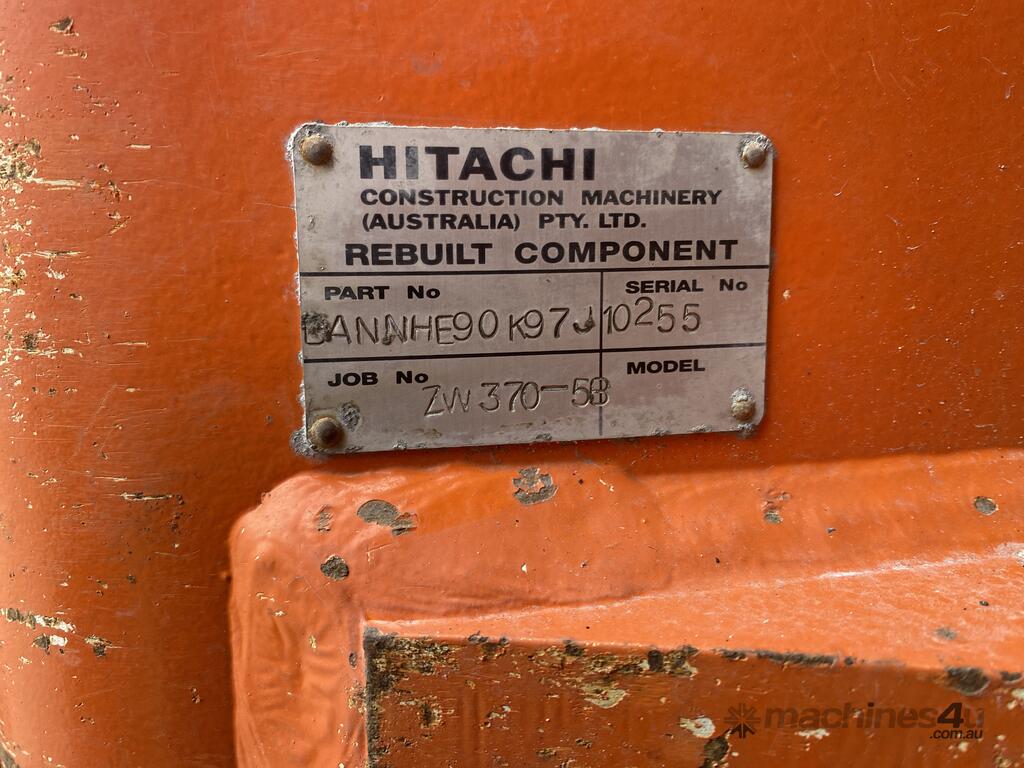 HITACHI
CONSTRUCTION MACHINERY
(AUSTRALIA) PTY. LTD.
REBUILT COMPONENT
PART No SERIAL No
10255
JOB No MODEL
ZW370-5B
machines4u
.com.au